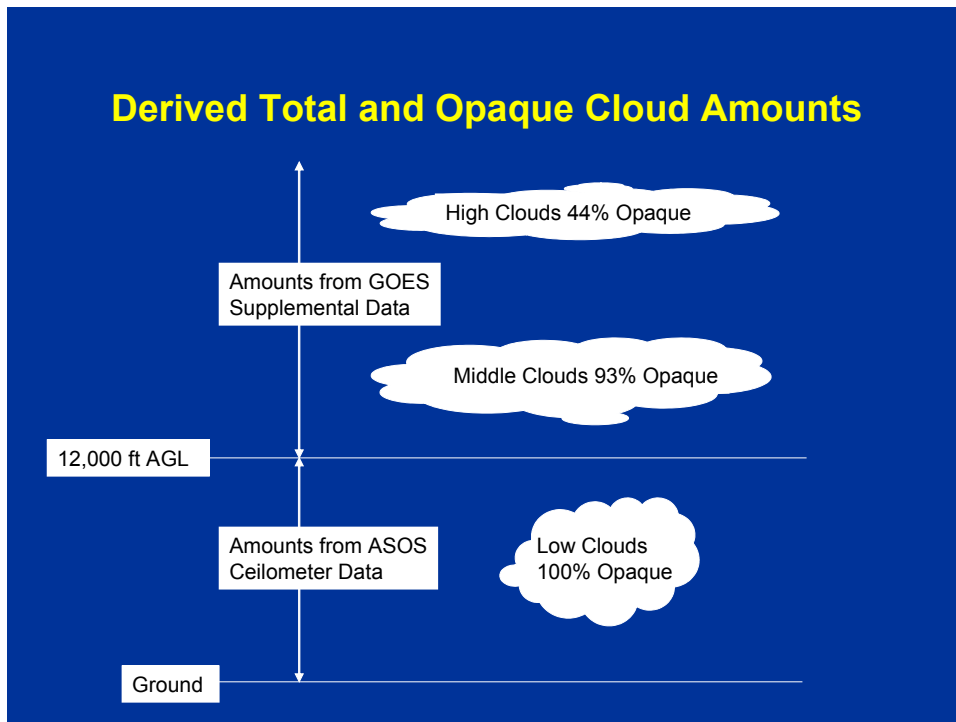 Derived Total and Opaque Cloud Amounts
High Clouds 44% Opaque
Amounts from GOES
Supplemental Data
Middle Clouds 93% Opaque
12,000 ft AGL
Amounts from ASOS
Ceilometer Data
Low Clouds
100% Opaque
Ground